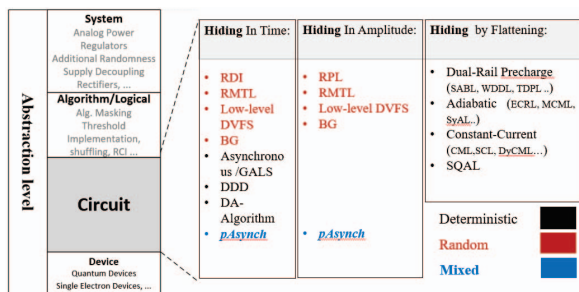 Abstraction level
System
Analog Power
Regulators
Additional Randomness
Supply Decoupling
Rectifiers, ...
Algorithm/Logical
Alg. Masking
Threshold
Implementation,
shuffling, RCI ...
Circuit
Device
Quantum Devices
Single Electron Devices, ...
Hiding In Time:
• RDI
• RMTL
• Low-level
DVFS
• BG
• Asynchrono
us /GALS
• DDD
• DA-
Algorithm
• pAsynch
Hiding In Amplitude:
• RPL
• RMTL
• Low-level DVFS
• BG
• pAsynch
Hiding by Flattening:
• Dual-Rail Precharge
(SABL, WDDL, TDPL ..)
• Adiabatic (ECRL, MCML,
SyAL..)
• Constant-Current
(CML,SCL, DyCML...)
• SQAL
Deterministic
Random
Mixed